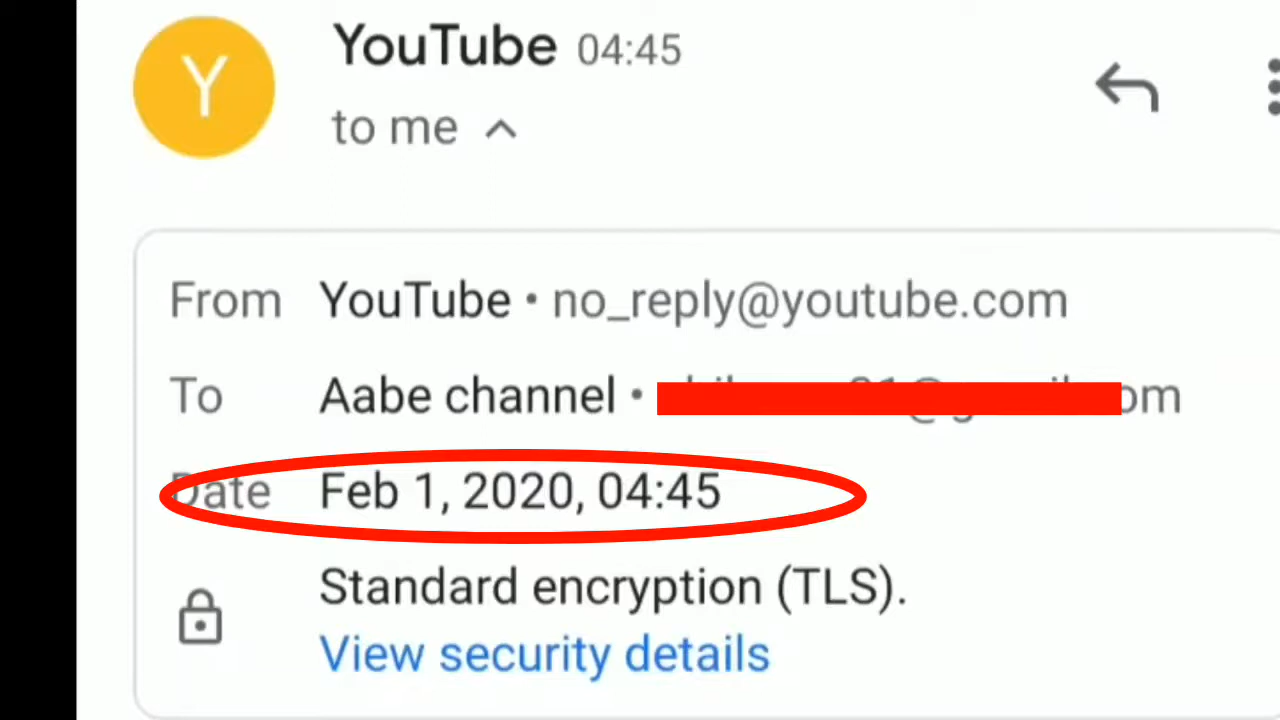 Y
YouTube 04:45
to me
From YouTube • no_reply@youtube.com
To Aabe channel •
Date Feb 1, 2020, 04:45
Standard encryption (TLS).
View security details